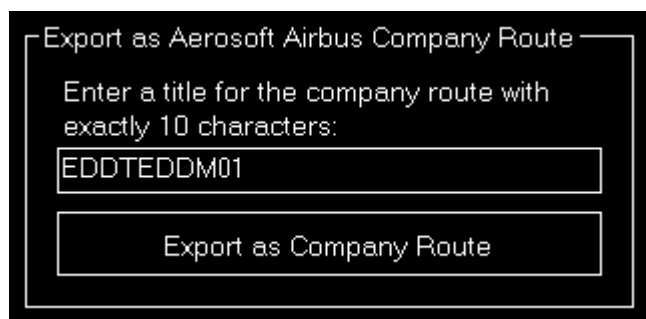 Export as Aerosoft Airbus Company Route
Enter a title for the company route with
exactly 10 characters:
EDDTEDDM01
Export as Company Route